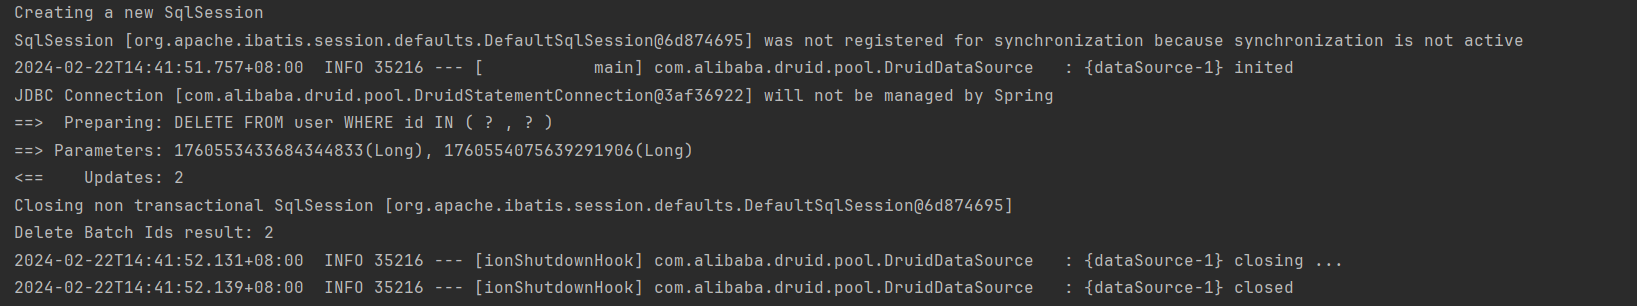 Creating a new SqlSession
SqlSession [org.apache.ibatis.session.defaults.DefaultSqlSession@6d874695] was not registered for synchronization because synchronization is not active
2024-02-22T14:41:51.757+08:00  INFO 35216 --- [           main] com.alibaba.druid.pool.DruidDataSource   : {dataSource-1} inited
JDBC Connection [com.alibaba.druid.pool.DruidStatementConnection@3af36922] will not be managed by Spring
==>  Preparing: DELETE FROM user WHERE id IN ( ? , ? )
==> Parameters: 1760553433684344833(Long), 1760554075639291906(Long)
<==    Updates: 2
Closing non transactional SqlSession [org.apache.ibatis.session.defaults.DefaultSqlSession@6d874695]
Delete Batch Ids result: 2
2024-02-22T14:41:52.131+08:00  INFO 35216 --- [ionShutdownHook] com.alibaba.druid.pool.DruidDataSource   : {dataSource-1} closing ...
2024-02-22T14:41:52.139+08:00  INFO 35216 --- [ionShutdownHook] com.alibaba.druid.pool.DruidDataSource   : {dataSource-1} closed